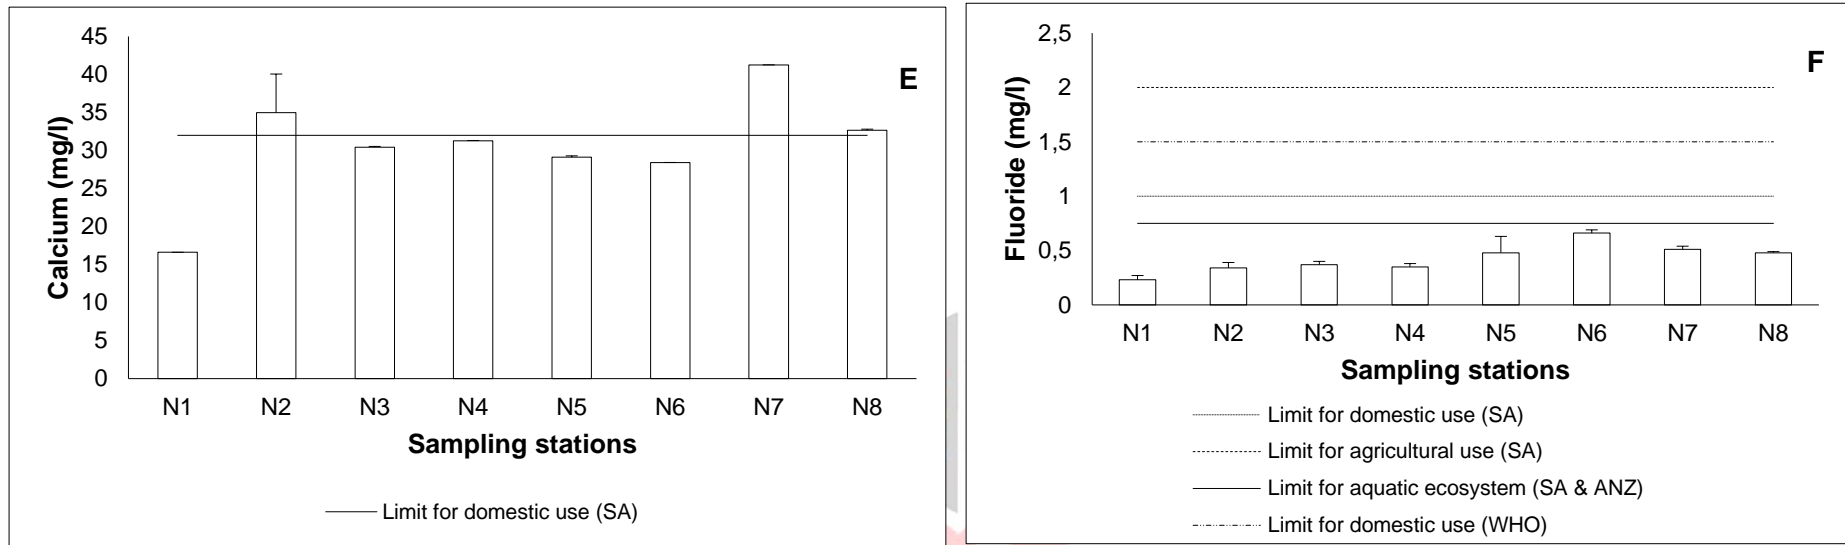 E
Calcium (mg/l)
45
40
35
30
25
20
15
10
5
0
N1 N2 N3 N4 N5 N6 N7 N8
Sampling stations
Limit for domestic use (SA)
F
Fluoride (mg/l)
2,5
2
1,5
1
0,5
0
N1 N2 N3 N4 N5 N6 N7 N8
Sampling stations
Limit for domestic use (SA)
Limit for agricultural use (SA)
Limit for aquatic ecosystem (SA & ANZ)
Limit for domestic use (WHO)